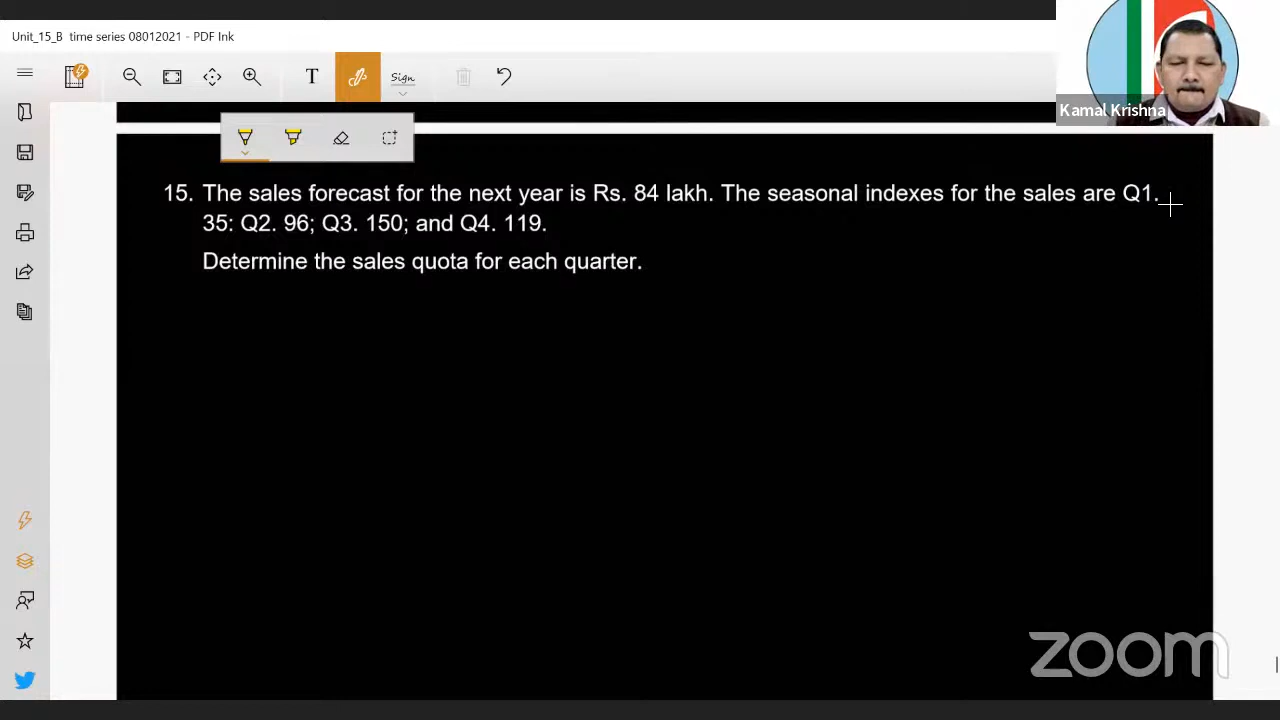 Unit_15_B time series 08012021 - PDF Ink
T
Sign
Kamal Krishna
15. The sales forecast for the next year is Rs. 84 lakh. The seasonal indexes for the sales are Q1.
35: Q2. 96; Q3. 150; and Q4. 119.
Determine the sales quota for each quarter.
zoom